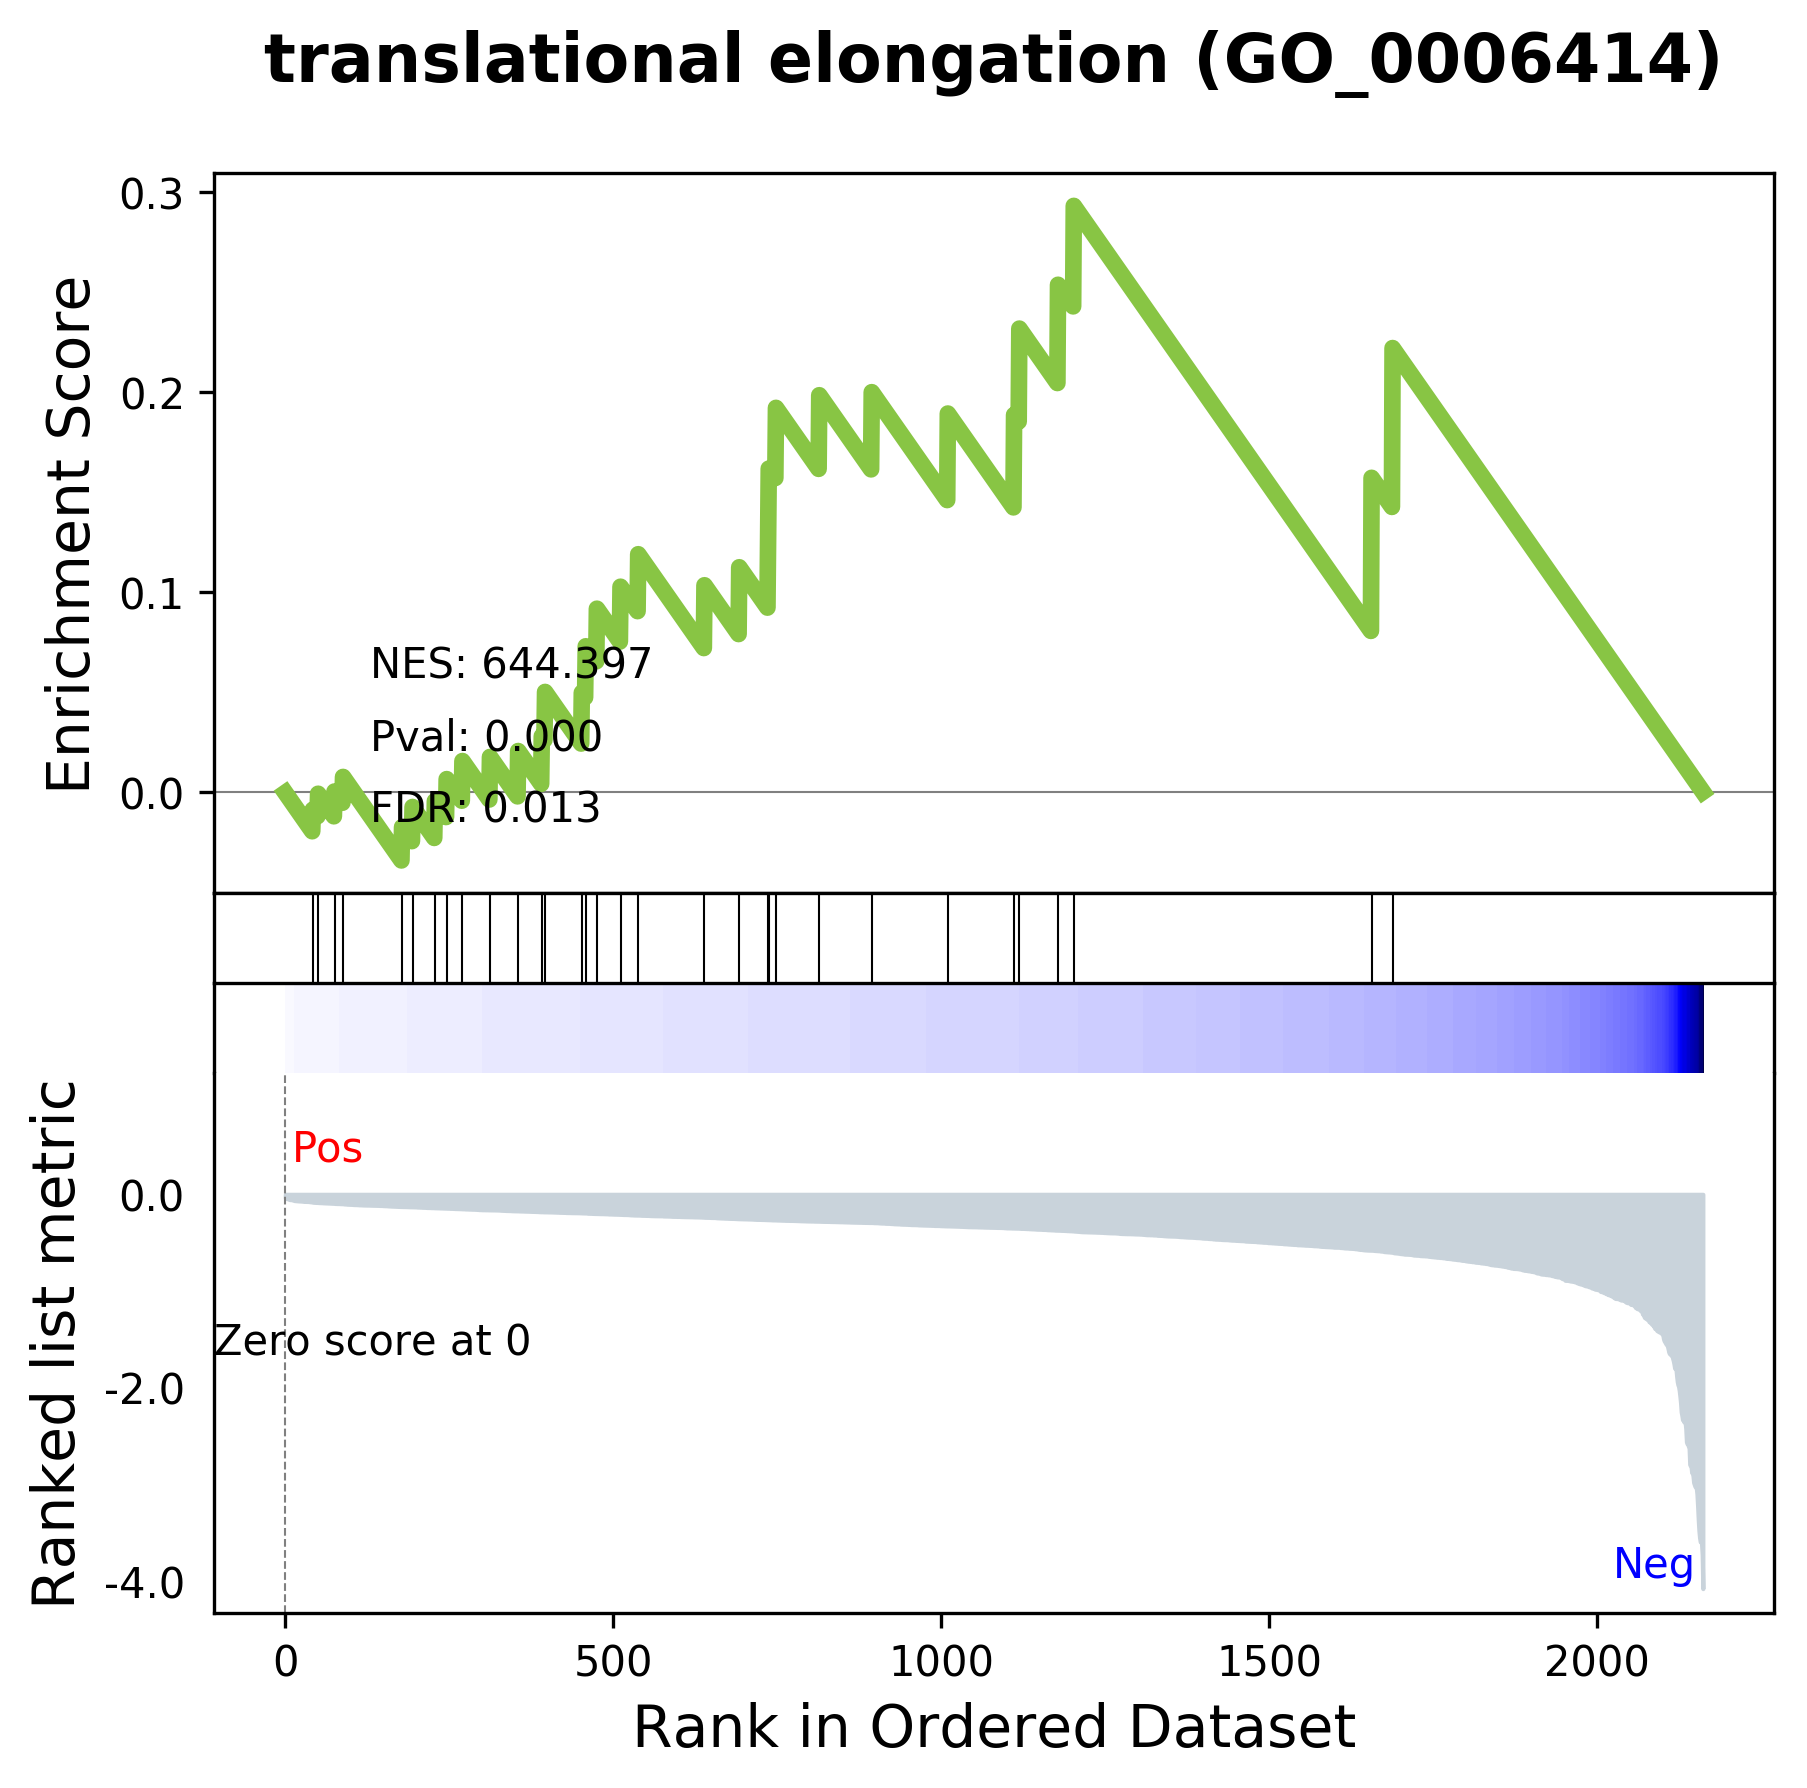 translational elongation (GO_0006414)
Enrichment Score
0.3
0.2
0.1
0.0
NES: 644.397
Pval: 0.000
FDR: 0.013
Ranked list metric
Pos
0.0
Zero score at 0
-2.0
-4.0
Neg
0 500 1000 1500 2000
Rank in Ordered Dataset